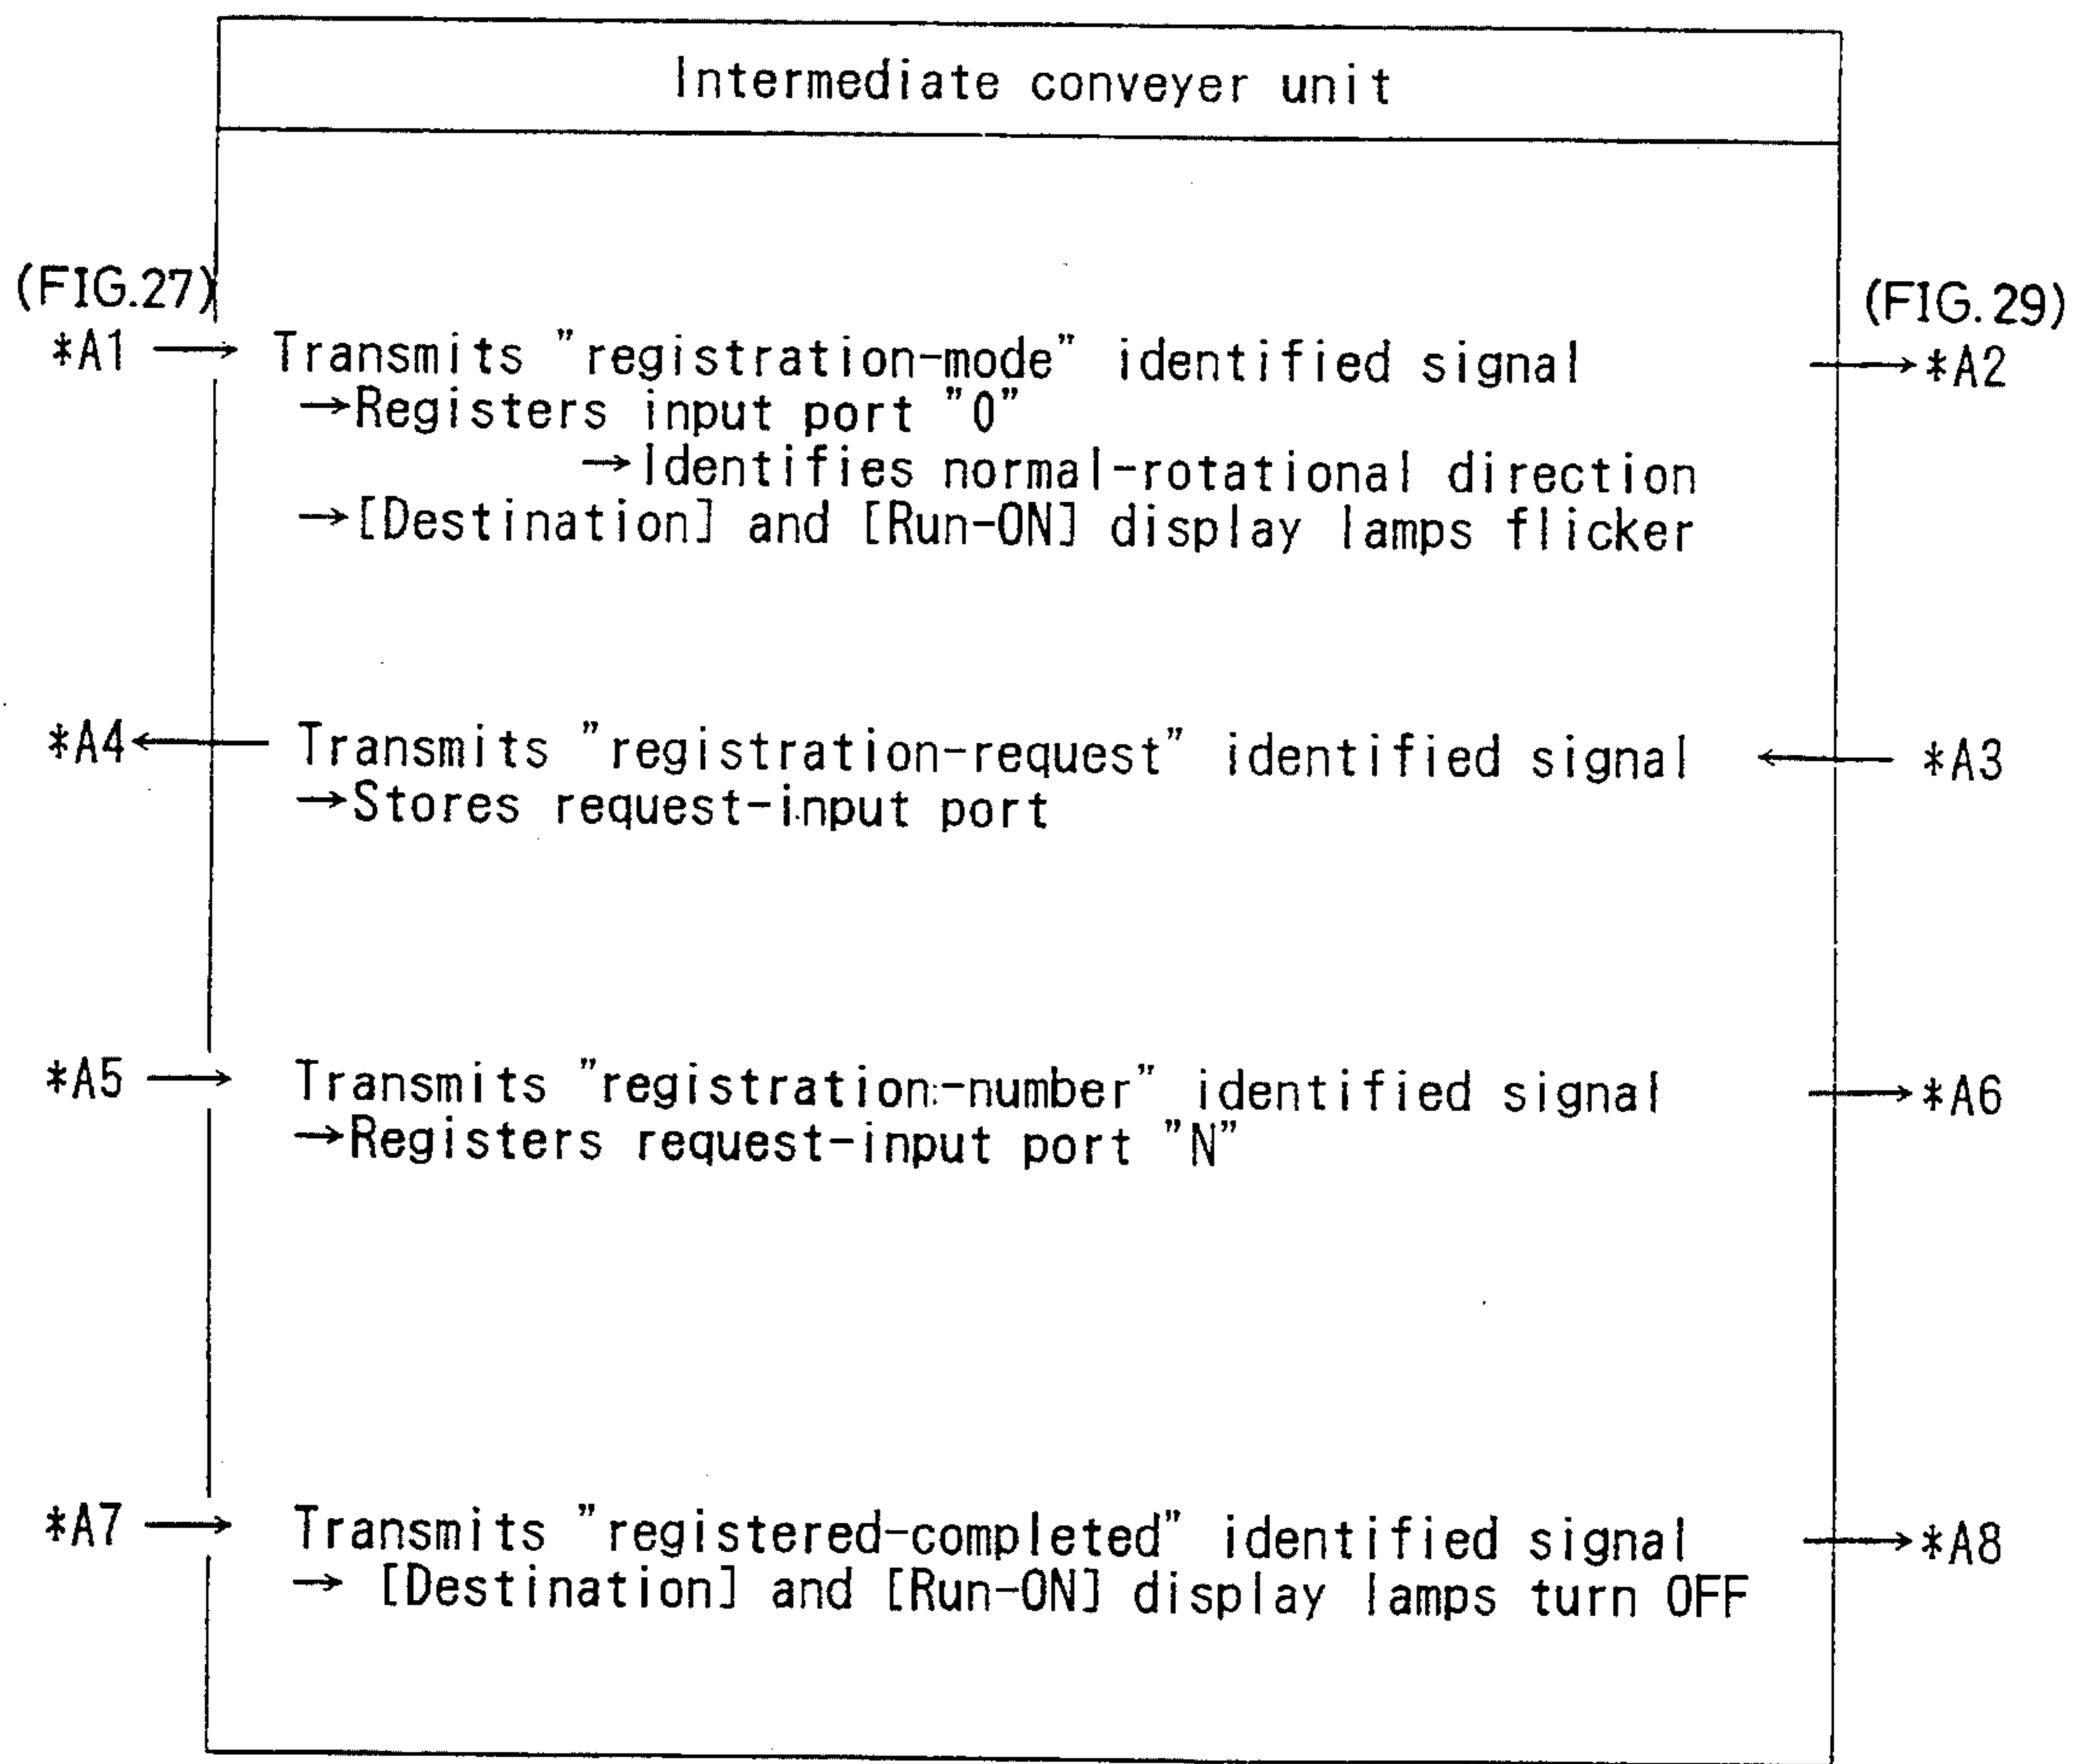 Intermediate conveyer unit
(FIG.27) (FIG.29)
*A1 → Transmits "registration-mode" identified signal → *A2
→Registers input port "0"
→Identifies normal-rotational direction
→[Destination] and [Run-ON] display lamps flicker
*A4 ← Transmits "registration-request" identified signal ← *A3
→Stores request-input port
*A5 → Transmits "registration-number" identified signal → *A6
→Registers request-input port "N"
*A7 → Transmits "registered-completed" identified signal → *A8
→ [Destination] and [Run-ON] display lamps turn OFF